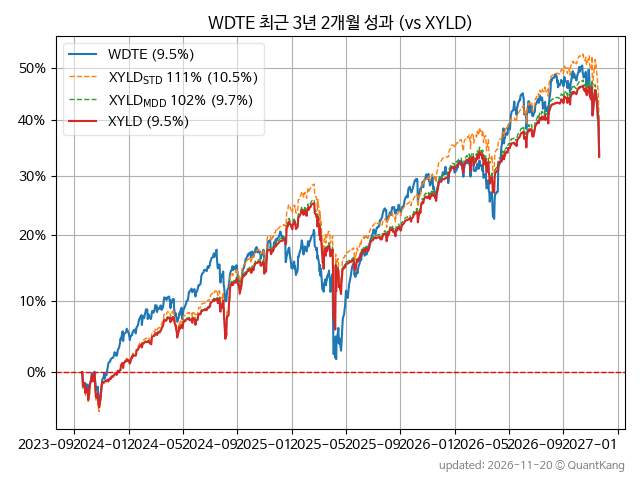 WDTE 최근 3년 2개월 성과 (vs XYLD)
WDTE (9.5%)
XYLD_STD 111% (10.5%)
XYLD_MDD 102% (9.7%)
XYLD (9.5%)
50%
40%
30%
20%
10%
0%
2023-09 2024-01 2024-05 2024-09 2025-01 2025-05 2025-09 2026-01 2026-05 2026-09 2027-01
updated: 2026-11-20 © QuantKang